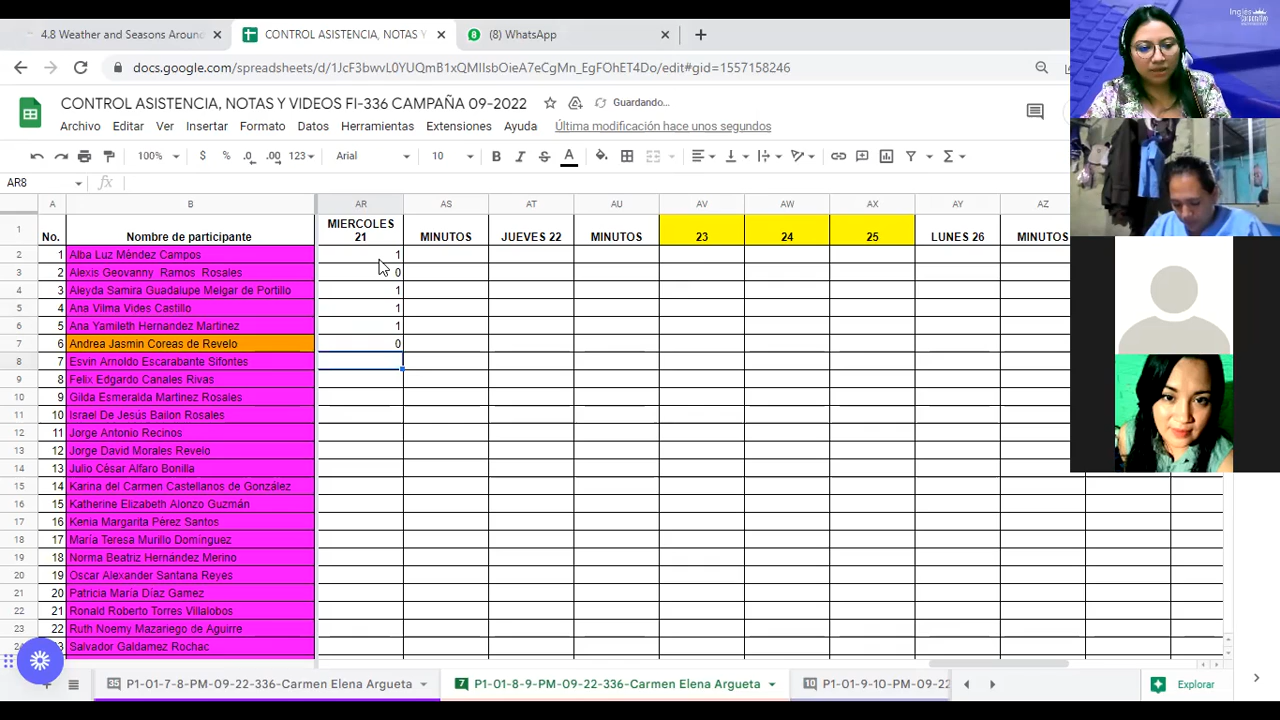 4.8 Weather and Seasons Around
CONTROL ASISTENCIA, NOTAS Y
8
(8) WhatsApp
Inglés
corporativo
Guardando...
CONTROL ASISTENCIA, NOTAS Y VIDEOS FI-336 CAMPAÑA 09-2022
Archivo Editar Ver Insertar Formato Datos Herramientas Extensiones Ayuda Última modificación hace unos segundos
100% $ % .0 .00 123 Arial 10 B I S A
AR8 fx
A B AR AS AT AU AV AW AX AY AZ
1 No. Nombre de participante MIERCOLES 21 MINUTOS JUEVES 22 MINUTOS 23 24 25 LUNES 26 MINUTOS
2 1 Alba Luz Méndez Campos 1
3 2 Alexis Geovanny Ramos Rosales 0
4 3 Aleyda Samira Guadalupe Melgar de Portillo 1
5 4 Ana Vilma Vides Castillo 1
6 5 Ana Yamileth Hernandez Martinez 1
7 6 Andrea Jasmin Coreas de Revelo 0
8 7 Esvin Arnoldo Escarabante Sifontes
9 8 Felix Edgardo Canales Rivas
10 9 Gilda Esmeralda Martinez Rosales
11 10 Israel De Jesús Bailon Rosales
12 11 Jorge Antonio Recinos
13 12 Jorge David Morales Revelo
14 13 Julio César Alfaro Bonilla
15 14 Karina del Carmen Castellanos de González
16 15 Katherine Elizabeth Alonzo Guzmán
17 16 Kenia Margarita Pérez Santos
18 17 María Teresa Murillo Domínguez
19 18 Norma Beatriz Hernández Merino
20 19 Oscar Alexander Santana Reyes
21 20 Patricia María Díaz Gamez
22 21 Ronald Roberto Torres Villalobos
23 22 Ruth Noemy Mazariego de Aguirre
Salvador Galdamez Rochac
35 P1-01-7-8-PM-09-22-336-Carmen Elena Argueta
7 P1-01-8-9-PM-09-22-336-Carmen Elena Argueta
10 P1-01-9-10-PM-09-22
Explorar